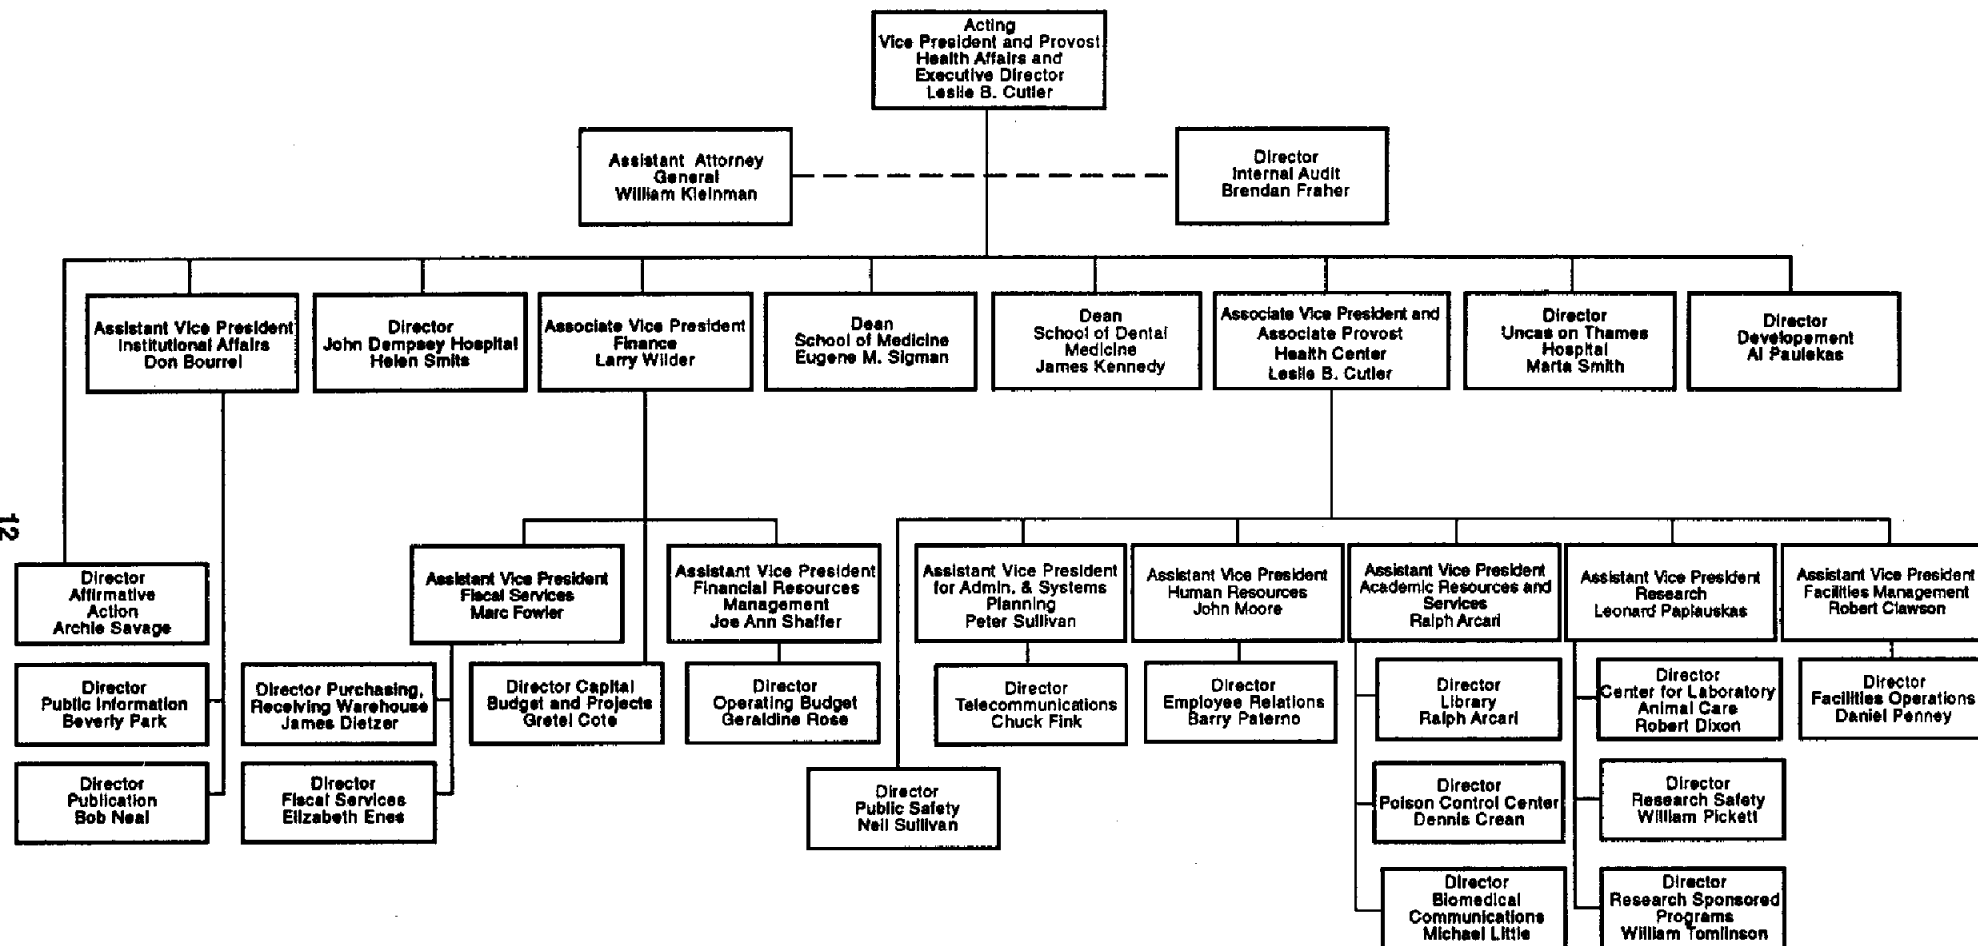 Acting
Vice President and Provost
Health Affairs and
Executive Director
Leslie B. Cutler
Assistant Attorney
General
William Kleinman
Director
Internal Audit
Brendan Fraher
Assistant Vice President
Institutional Affairs
Don Bourrel
Director
John Dempsey Hospital
Helen Smits
Associate Vice President
Finance
Larry Wilder
Dean
School of Medicine
Eugene M. Sigman
Dean
School of Dental
Medicine
James Kennedy
Associate Vice President and
Associate Provost
Health Center
Leslie B. Cutler
Director
Uncas on Thames
Hospital
Marta Smith
Director
Developement
Al Paulekas
12
Director
Affirmative
Action
Archie Savage
Assistant Vice President
Fiscal Services
Marc Fowler
Assistant Vice President
Financial Resources
Management
Joe Ann Shaffer
Assistant Vice President
for Admin. & Systems
Planning
Peter Sullivan
Assistant Vice President
Human Resources
John Moore
Assistant Vice President
Academic Resources and
Services
Ralph Arcari
Assistant Vice President
Research
Leonard Paplauskas
Assistant Vice President
Facilities Management
Robert Clawson
Director
Public Information
Beverly Park
Director Purchasing,
Receiving Warehouse
James Dietzer
Director Capital
Budget and Projects
Gretel Cote
Director
Operating Budget
Geraldine Rose
Director
Telecommunications
Chuck Fink
Director
Employee Relations
Barry Paterno
Director
Library
Ralph Arcari
Director
Center for Laboratory
Animal Care
Robert Dixon
Director
Facilities Operations
Daniel Penney
Director
Publication
Bob Neal
Director
Fiscal Services
Elizabeth Enes
Director
Public Safety
Neil Sullivan
Director
Poison Control Center
Dennis Crean
Director
Research Safety
William Pickett
Director
Biomedical
Communications
Michael Little
Director
Research Sponsored
Programs
William Tomlinson